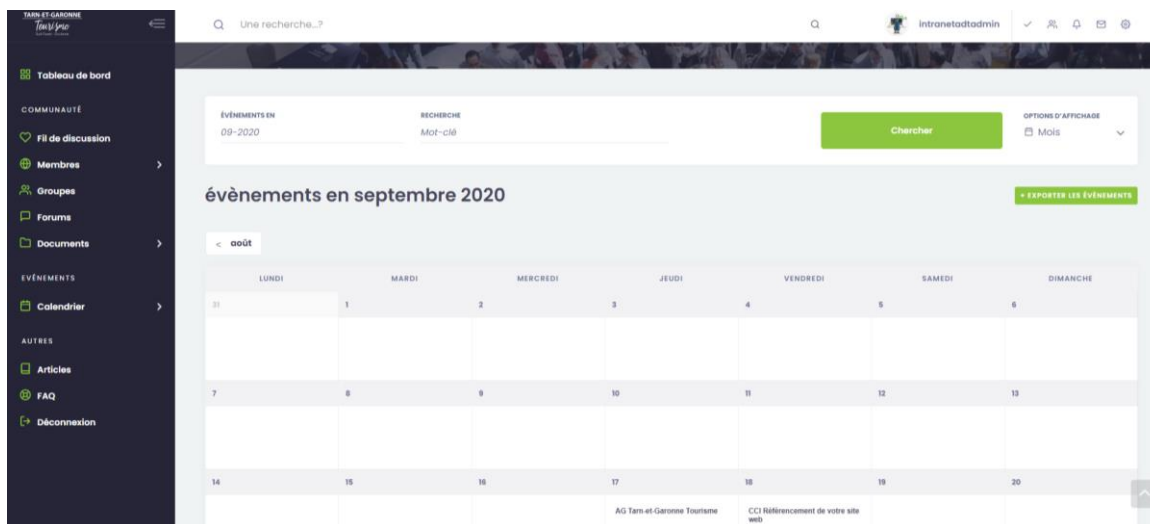 TARN-ET-GARONNE
Tourisme
Une recherche...?
intranetadtadmin
Tableau de bord
COMMUNAUTÉ
Fil de discussion
Membres
Groupes
Forums
Documents
EVÉNEMENTS
Calendrier
AUTRES
Articles
FAQ
Déconnexion
ÉVÉNEMENTS EN
09-2020
RECHERCHE
Mot-clé
Chercher
OPTIONS D'AFFICHAGE
Mois
évènements en septembre 2020
+ EXPORTER LES ÉVÉNEMENTS
< août
LUNDI MARDI MERCREDI JEUDI VENDREDI SAMEDI DIMANCHE
31 1 2 3 4 5 6
7 8 9 10 11 12 13
14 15 16 17 18 19 20
AG Tarn-et-Garonne Tourisme
CCI Référencement de votre site
web